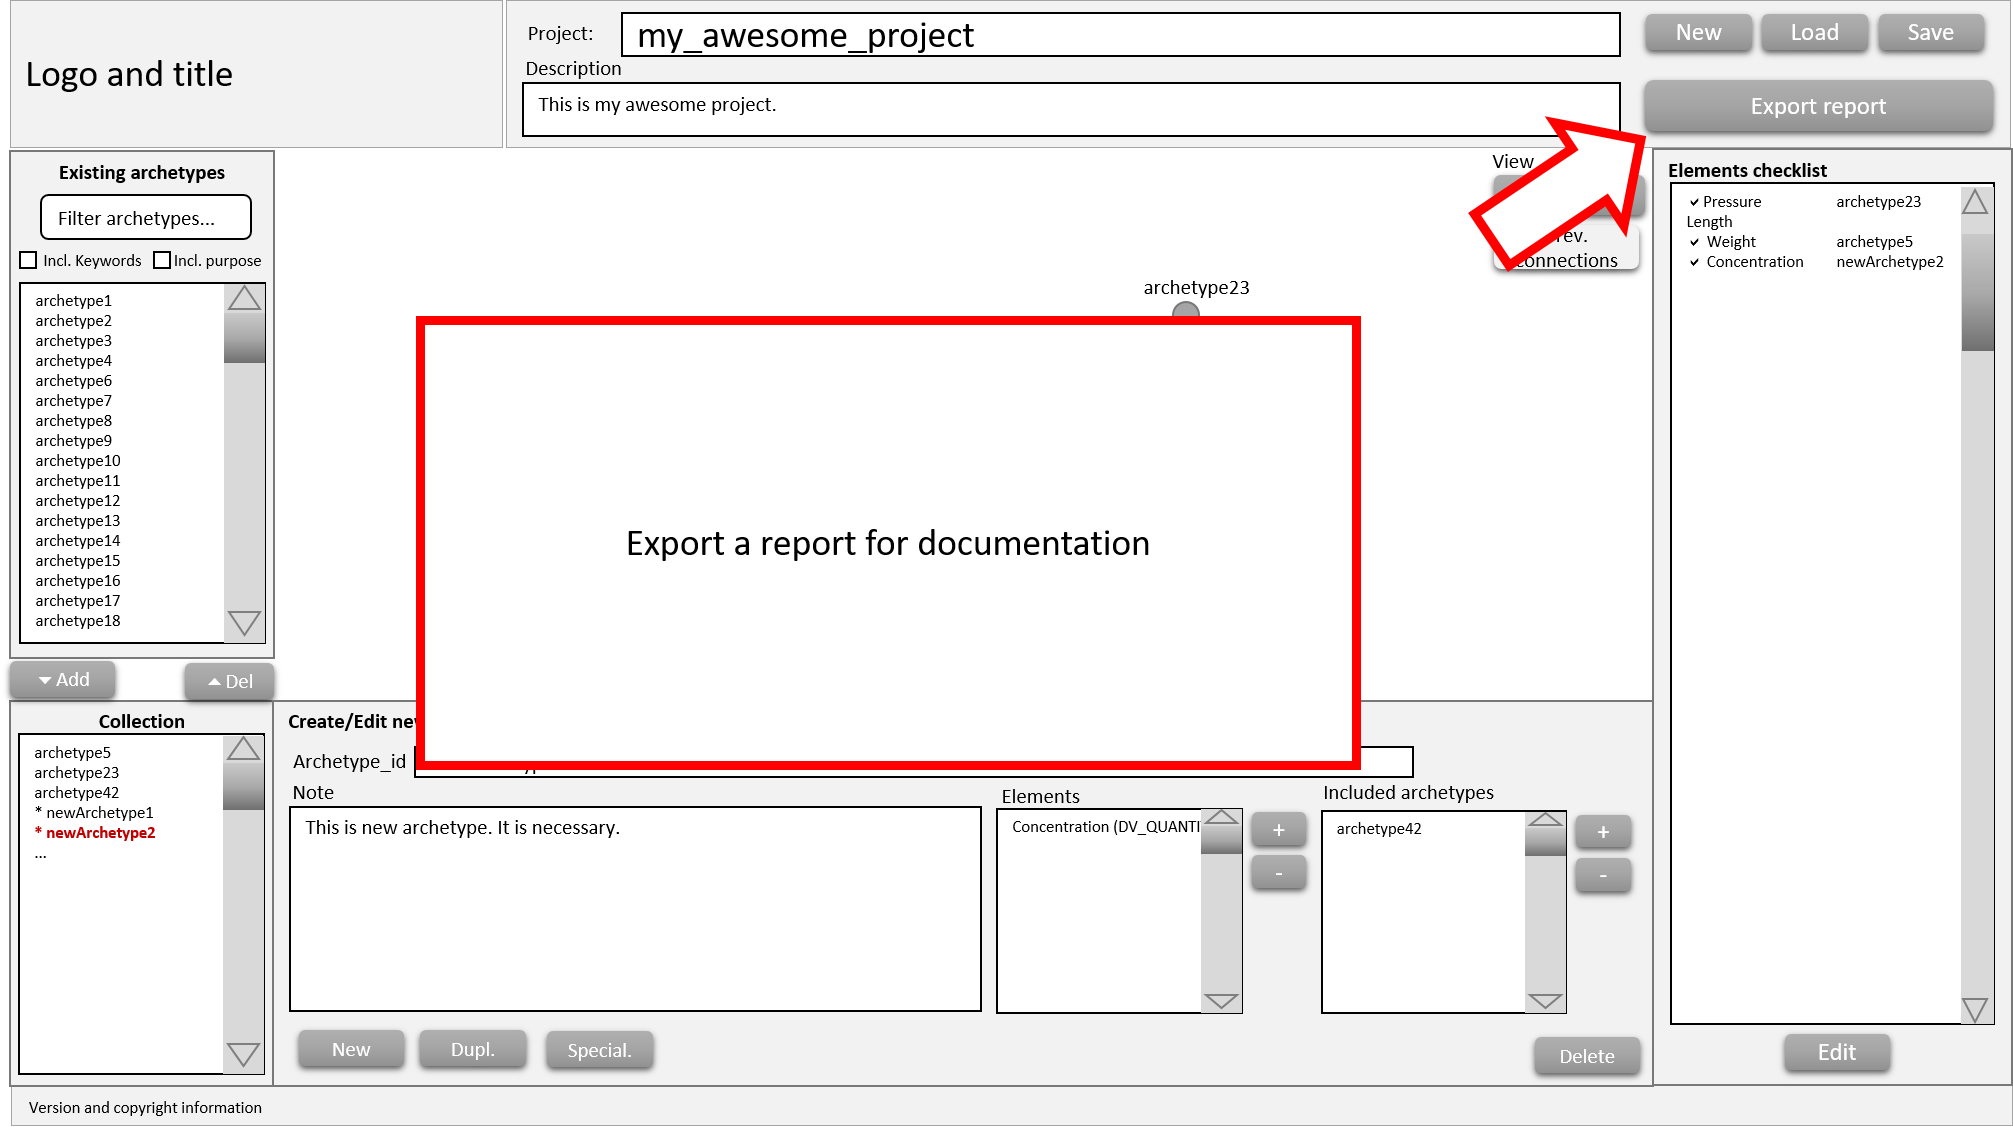 Logo and title
Project:
my_awesome_project
New
Load
Save
Description
This is my awesome project.
Export report
Existing archetypes
Filter archetypes...
Incl. Keywords
Incl. purpose
archetype1
archetype2
archetype3
archetype4
archetype6
archetype7
archetype8
archetype9
archetype10
archetype11
archetype12
archetype13
archetype14
archetype15
archetype16
archetype17
archetype18
Add
Del
View
connections
archetype23
Export a report for documentation
Elements checklist
Pressure archetype23
Length
Weight archetype5
Concentration newArchetype2
Edit
Collection
archetype5
archetype23
archetype42
* newArchetype1
* newArchetype2
...
Create/Edit
Archetype_id
Note
This is new archetype. It is necessary.
Elements
Concentration (DV_QUANTI
+
-
Included archetypes
archetype42
+
-
New
Dupl.
Special.
Delete
Version and copyright information